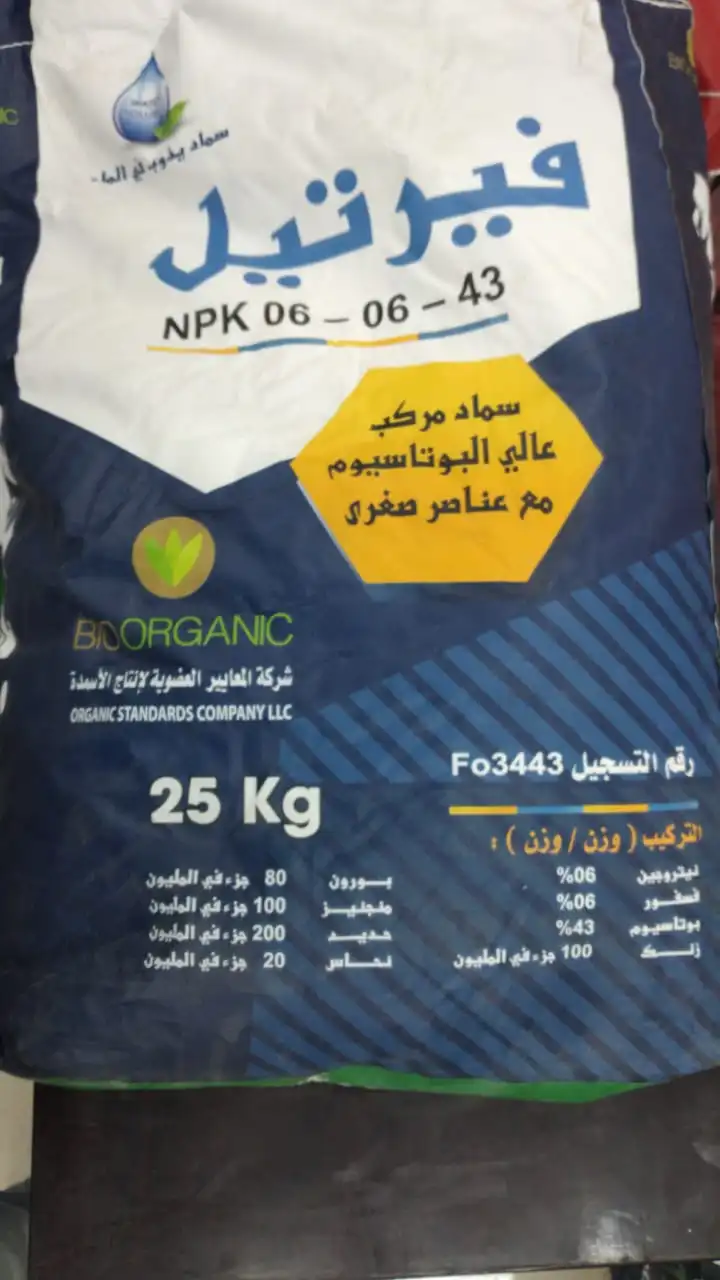 سماد يذوب في الماء
فيرتيل
NPK 06 – 06 – 43
سماد مركب
عالي البوتاسيوم
مع عناصر صغرى
BIOORGANIC
شركة المعايير العضوية لإنتاج الأسمدة
ORGANIC STANDARDS COMPANY LLC
25 Kg
رقم التسجيل Fo3443
التركيب ( وزن / وزن ) :
نيتروجين %06
فسفور %06
بوتاسيوم %43
زنك 100 جزء في المليون
بورون 80 جزء في المليون
منجنيز 100 جزء في المليون
حديد 200 جزء في المليون
نحاس 20 جزء في المليون